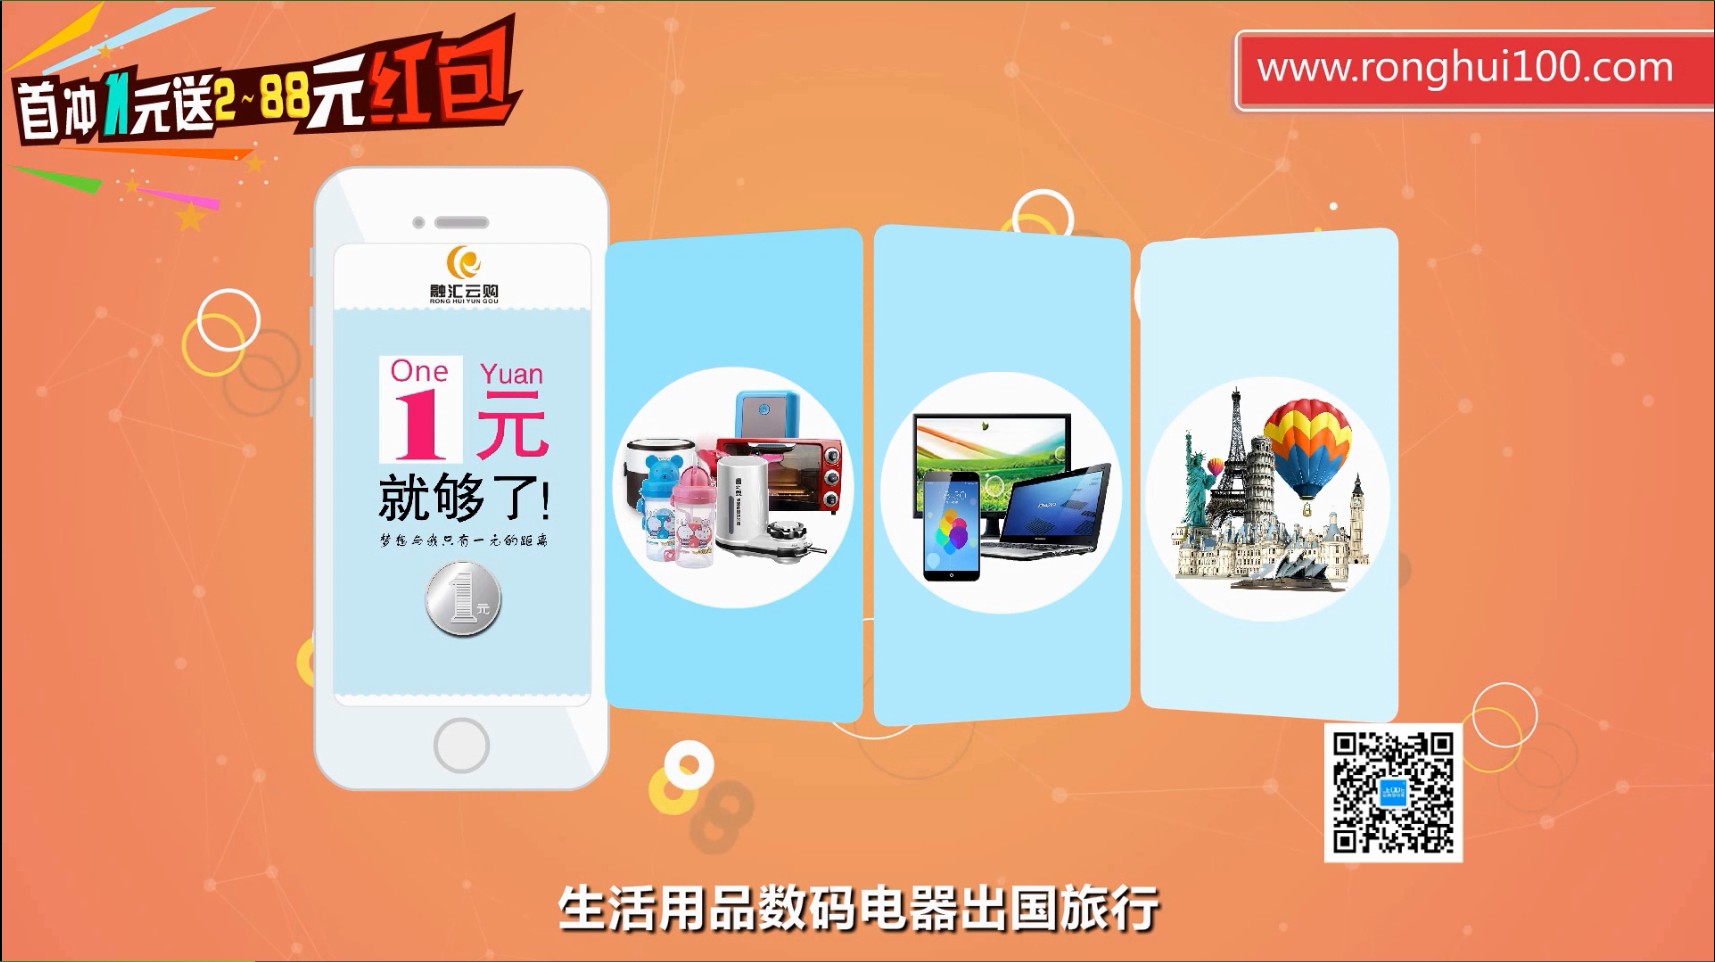 首冲1元送2~88元红包
www.ronghui100.com
融汇云购
RONG HUI YUN GOU
One Yuan
1元
就够了!
梦想与我只有一元的距离
1元
生活用品数码电器出国旅行